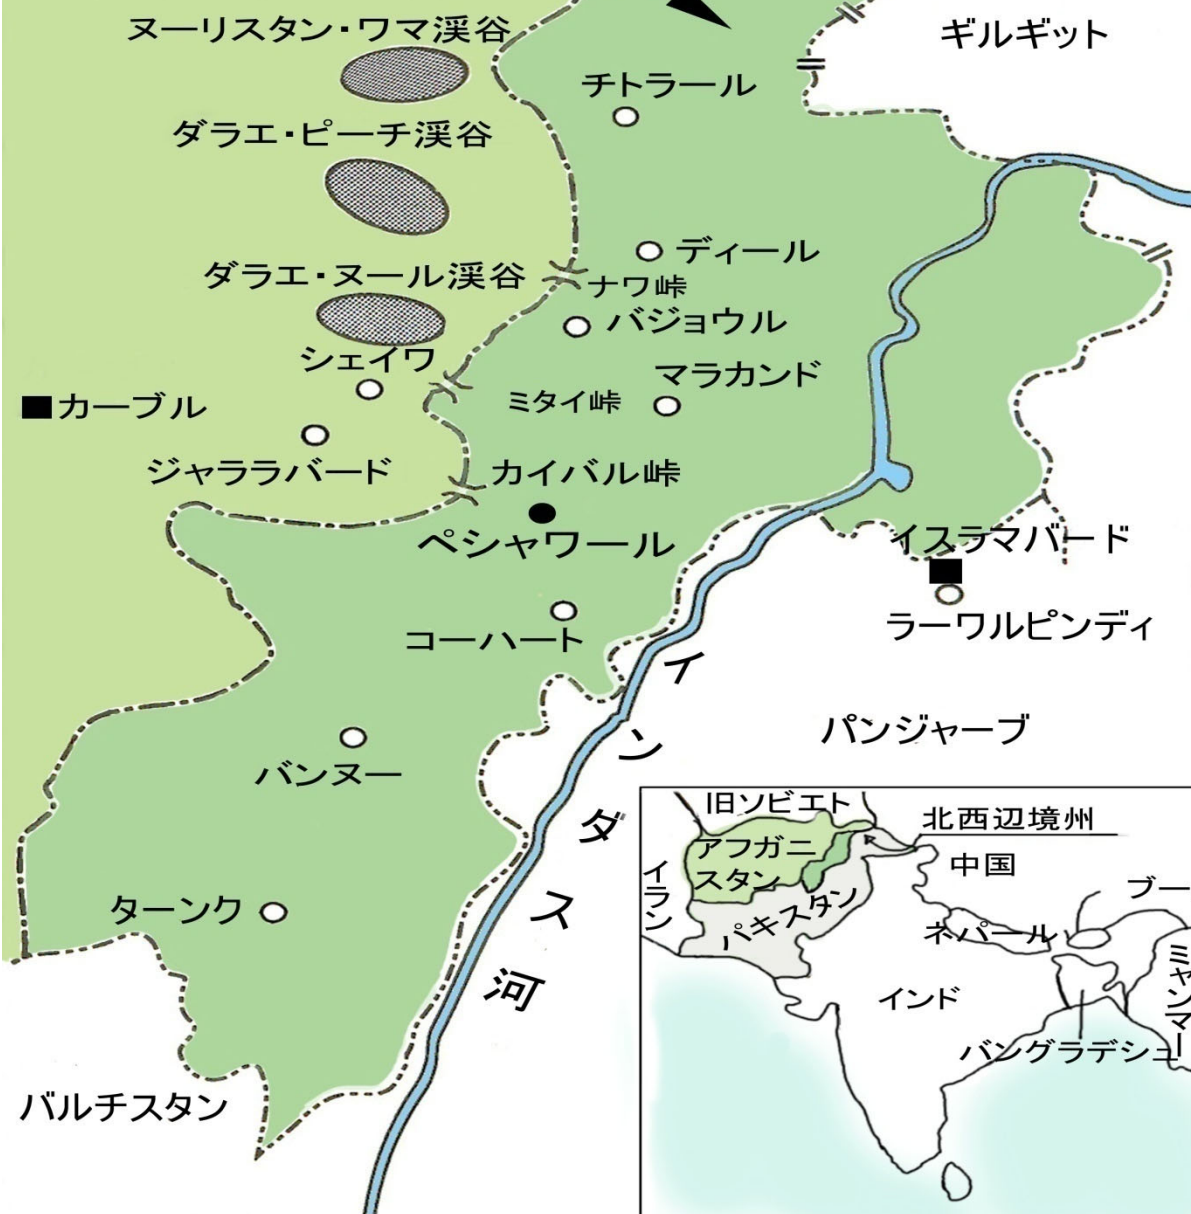 ヌーリスタン・ワマ渓谷
ギルギット
チトラール
ダラエ・ピーチ渓谷
ディール
ダラエ・ヌール渓谷
ナワ峠
バジョウル
シェイワ
マラカンド
ミタイ峠
カーブル
ジャララバード
カイバル峠
ペシャワール
イスラマバード
ラーワルピンディ
コーハート
インダス河
パンジャーブ
バンヌー
ターンク
バルチスタン
旧ソビエト
北西辺境州
アフガニ
スタン
中国
イラン
パキスタン
ブー
ネパール
ミャンマー
インド
バングラデシュ